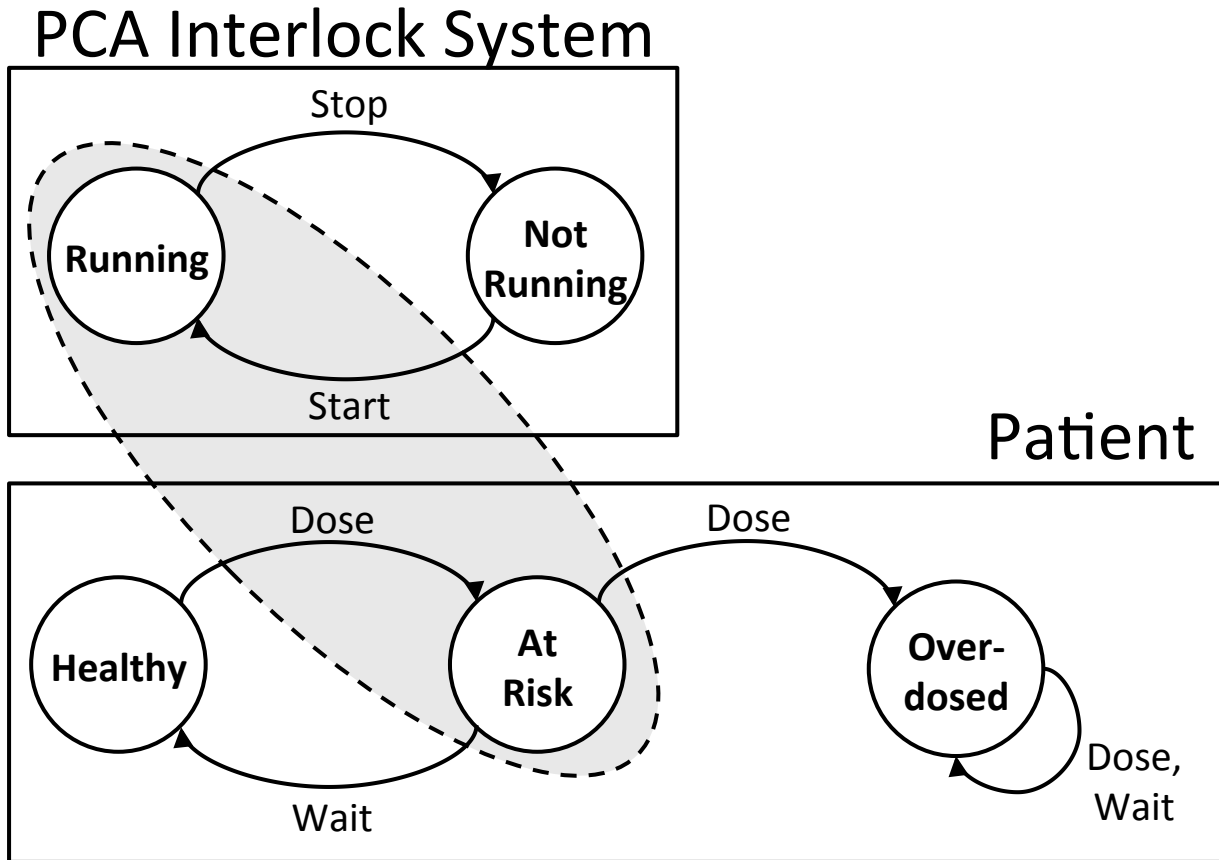 PCA Interlock System
Stop
Running
Not
Running
Start
Patient
Dose
Dose
Healthy
At
Risk
Over-
dosed
Wait
Dose,
Wait